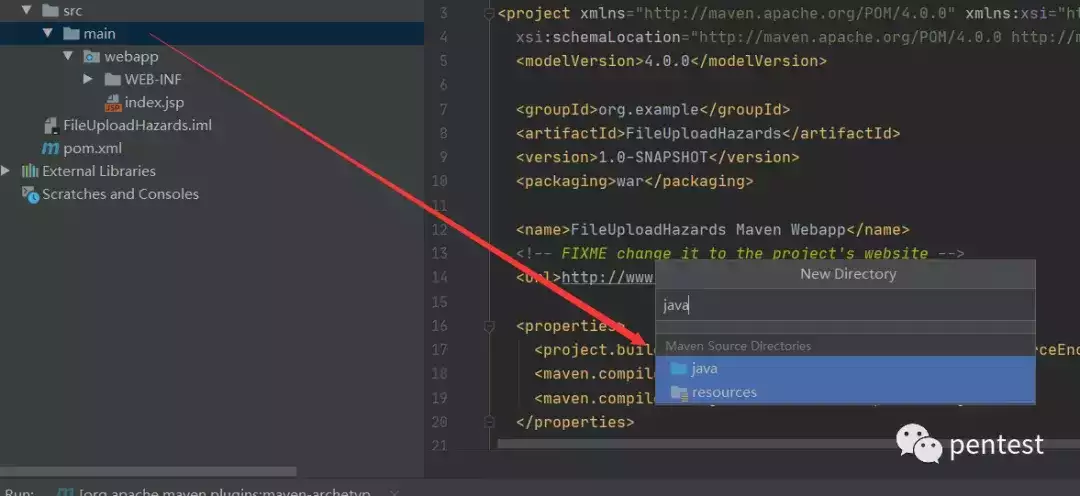 src
main
webapp
WEB-INF
index.jsp
FileUploadHazards.iml
pom.xml
External Libraries
Scratches and Consoles
3 <project xmlns="http://maven.apache.org/POM/4.0.0" xmlns:xsi="h
4 xsi:schemaLocation="http://maven.apache.org/POM/4.0.0 http://m
5 <modelVersion>4.0.0</modelVersion>
6
7 <groupId>org.example</groupId>
8 <artifactId>FileUploadHazards</artifactId>
9 <version>1.0-SNAPSHOT</version>
10 <packaging>war</packaging>
11
12 <name>FileUploadHazards Maven Webapp</name>
13 <!-- FIXME change it to the project's website -->
14 <url>http://www
15
16 <properties>
17 <project.buil
18 <maven.compile
19 <maven.compile
20 </properties>
21
New Directory
java
Maven Source Directories
java
resources
rceEnc
pentest
Run: [org.apache.maven.plugins:maven-archetyp...